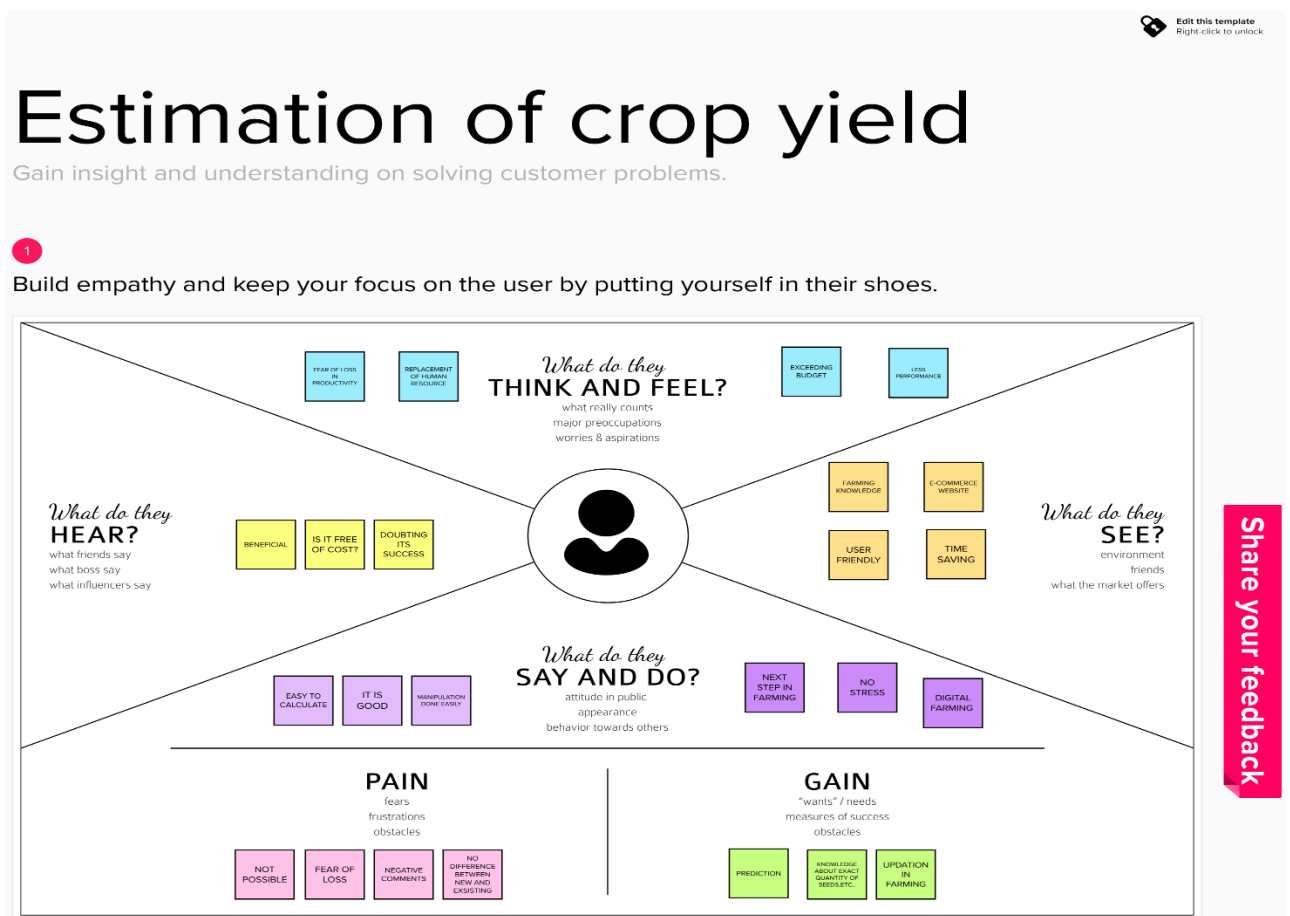 Edit this template
Right-click to unlock
Estimation of crop yield
Gain insight and understanding on solving customer problems.
1
Build empathy and keep your focus on the user by putting yourself in their shoes.
What do they
THINK AND FEEL?
what really counts
major preoccupations
worries & aspirations
FEAR OF LOSS
IN
PRODUCTIVITY
REPLACEMENT
OF HUMAN
RESOURCE
EXCEEDING
BUDGET
LESS
PERFORMANCE
What do they
HEAR?
what friends say
what boss say
what influencers say
BENEFICIAL
IS IT FREE
OF COST?
DOUBTING
ITS
SUCCESS
FARMING
KNOWLEDGE
E-COMMERCE
WEBSITE
USER
FRIENDLY
TIME
SAVING
What do they
SEE?
environment
friends
what the market offers
What do they
SAY AND DO?
attitude in public
appearance
behavior towards others
EASY TO
CALCULATE
IT IS
GOOD
MANIPULATION
DONE EASILY
NEXT
STEP IN
FARMING
NO
STRESS
DIGITAL
FARMING
PAIN
fears
frustrations
obstacles
NOT
POSSIBLE
FEAR OF
LOSS
NEGATIVE
COMMENTS
NO
DIFFERENCE
BETWEEN
NEW AND
EXSISTING
GAIN
"wants" / needs
measures of success
obstacles
PREDICTION
KNOWLEDGE
ABOUT EXACT
QUANTITY OF
SEEDS,ETC..
UPDATION
IN
FARMING
Share your feedback